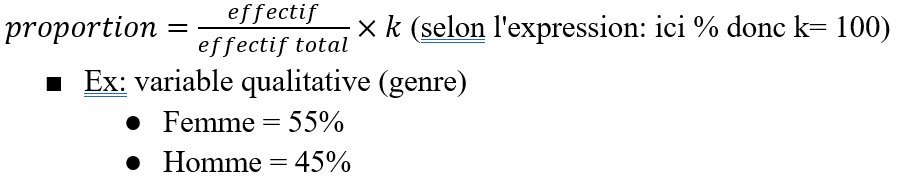 proportion = effectif / effectif total × k (selon l'expression: ici % donc k= 100)
▪ Ex: variable qualitative (genre)
● Femme = 55%
● Homme = 45%